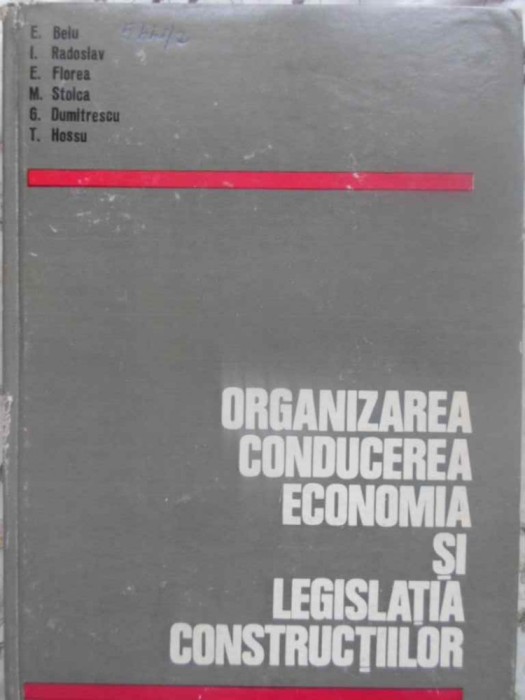 E. Belu
I. Radoslav
E. Florea
M. Stoica
G. Dumitrescu
T. Hossu
ORGANIZAREA
CONDUCEREA
ECONOMIA
ȘI
LEGISLAȚIA
CONSTRUCȚIILOR